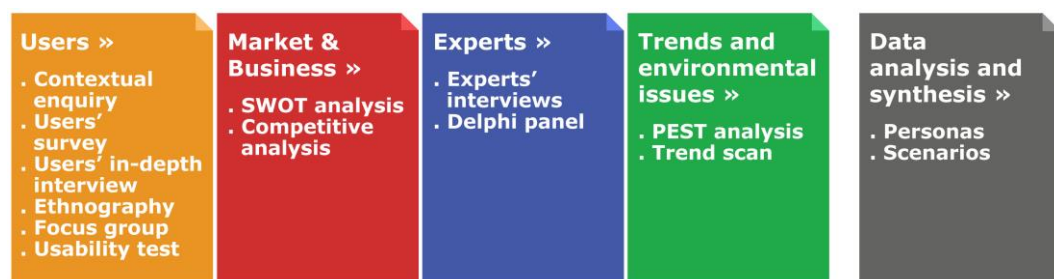 Users »
. Contextual
enquiry
. Users’
survey
. Users’ in-depth
interview
. Ethnography
. Focus group
. Usability test
Market &
Business »
. SWOT analysis
. Competitive
analysis
Experts »
. Experts’
interviews
. Delphi panel
Trends and
environmental
issues »
. PEST analysis
. Trend scan
Data
analysis and
synthesis »
. Personas
. Scenarios